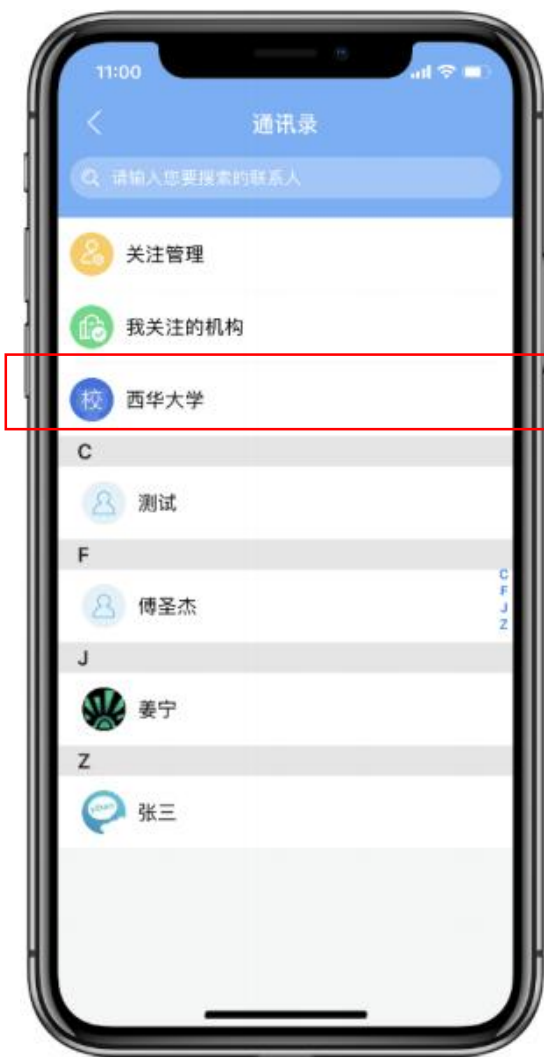 11:00
通讯录
请输入您要搜索的联系人
关注管理
我关注的机构
校 西华大学
C
测试
F
傅圣杰
C
F
J
Z
J
姜宁
Z
张三